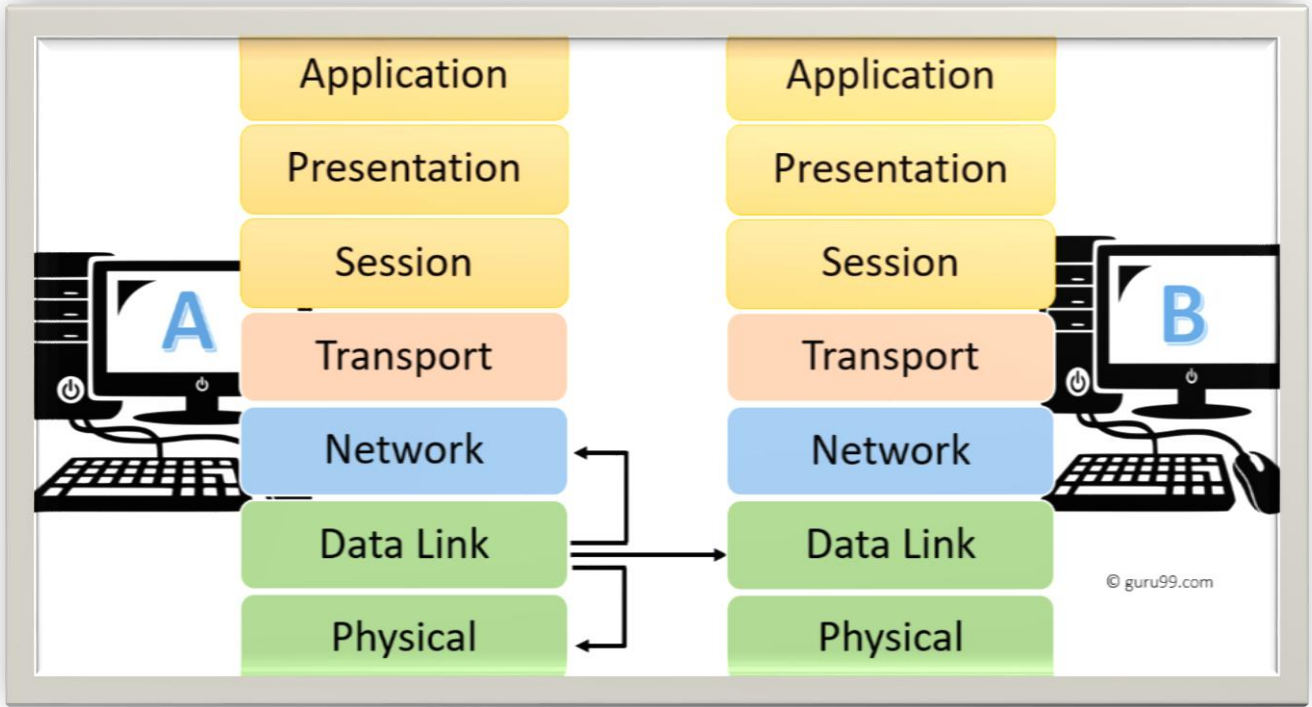 Application
Presentation
Session
Transport
Network
Data Link
Physical
A
Application
Presentation
Session
Transport
Network
Data Link
Physical
B
© guru99.com